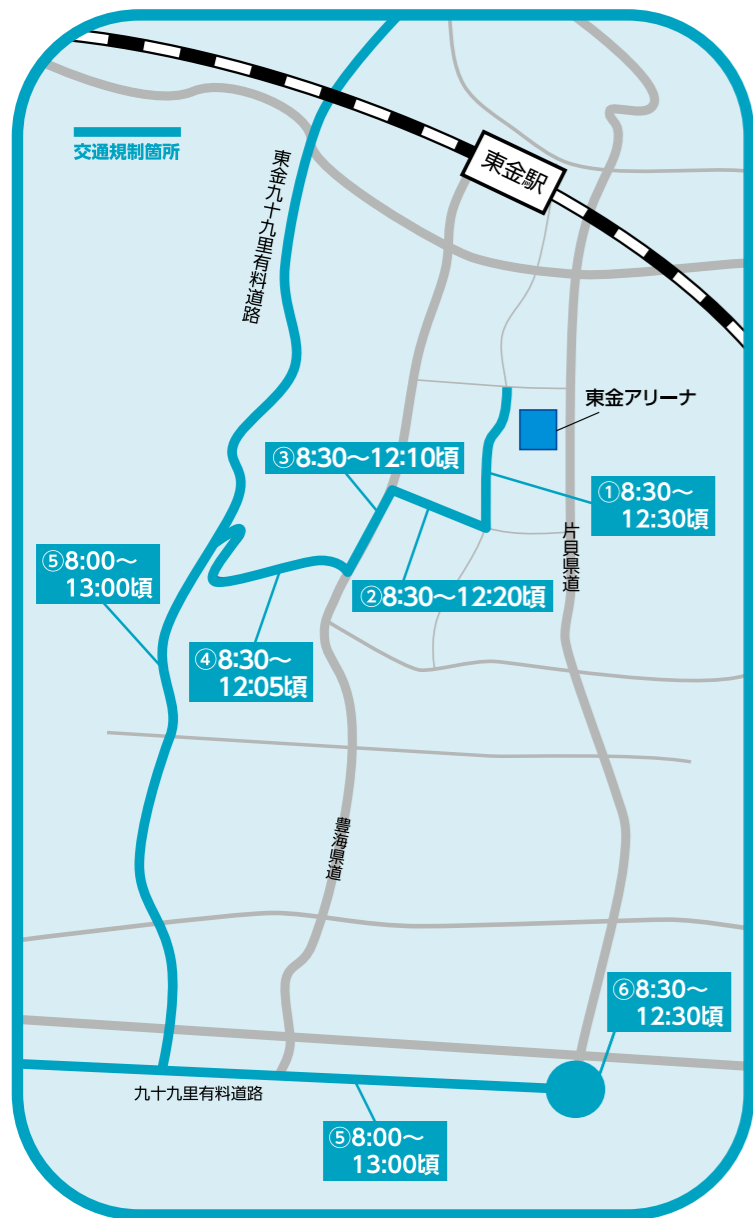 交通規制箇所
東金九十九里有料道路
東金駅
東金アリーナ
③8:30〜12:10頃
①8:30〜
12:30頃
片貝県道
⑤8:00〜
13:00頃
②8:30〜12:20頃
④8:30〜
12:05頃
豊海県道
⑥8:30〜
12:30頃
九十九里有料道路
⑤8:00〜
13:00頃